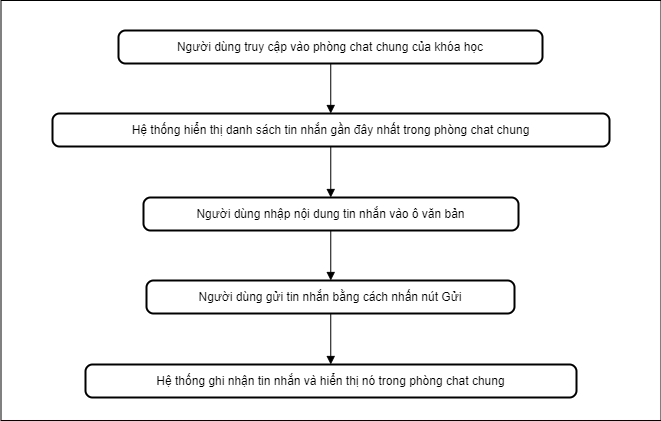 Người dùng truy cập vào phòng chat chung của khóa học
Hệ thống hiển thị danh sách tin nhắn gần đây nhất trong phòng chat chung
Người dùng nhập nội dung tin nhắn vào ô văn bản
Người dùng gửi tin nhắn bằng cách nhấn nút Gửi
Hệ thống ghi nhận tin nhắn và hiển thị nó trong phòng chat chung